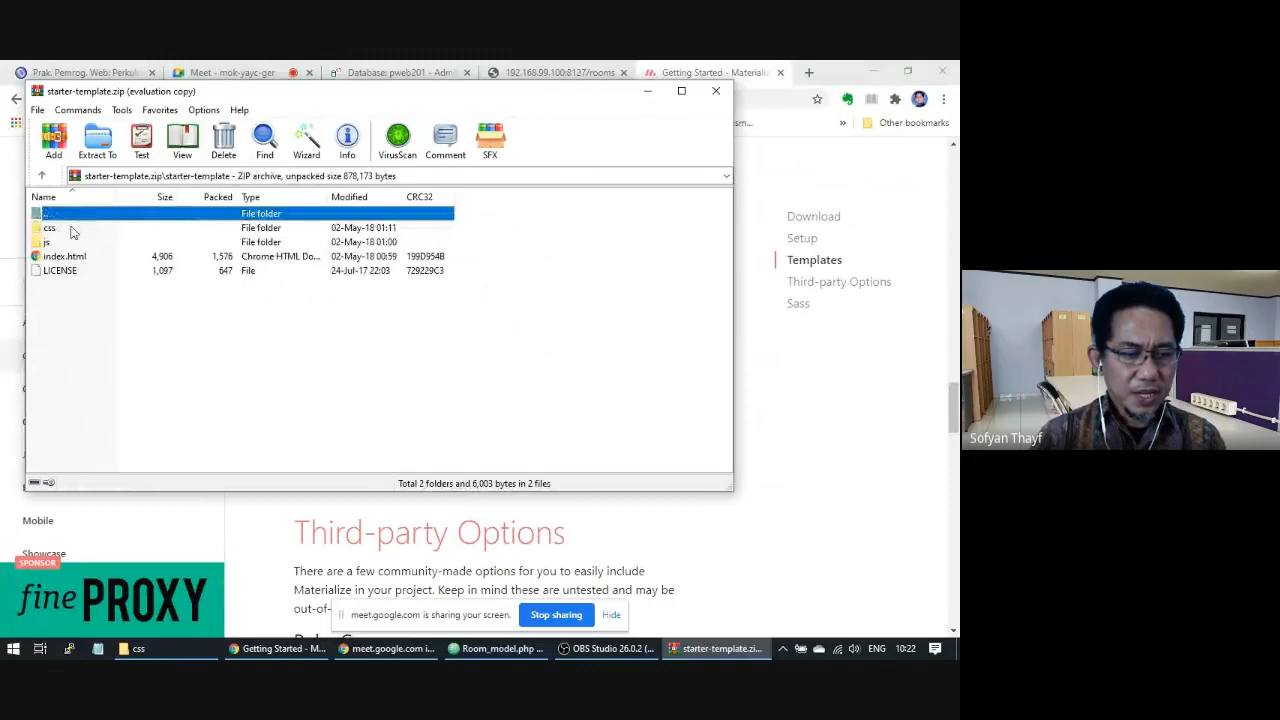 Prak. Pemrog. Web: Perkul
Meet - mok-yayc-ger
Database: pweb201 - Admi
192.168.99.100:8127/rooms
Getting Started - Materializ
starter-template.zip (evaluation copy)
File Commands Tools Favorites Options Help
Add Extract To Test View Delete Find Wizard Info VirusScan Comment SFX
sm...
»
Other bookmarks
starter-template.zip\starter-template - ZIP archive, unpacked size 878,173 bytes
Name Size Packed Type Modified CRC32
.. File folder
css File folder 02-May-18 01:11
js File folder 02-May-18 01:00
index.html 4,906 1,576 Chrome HTML Do... 02-May-18 00:59 199D954B
LICENSE 1,097 647 File 24-Jul-17 22:03 729229C3
Total 2 folders and 6,003 bytes in 2 files
Download
Setup
Templates
Third-party Options
Sass
Sofyan Thayf
Mobile
Showcase
SPONSOR
fine PROXY
Third-party Options
There are a few community-made options for you to easily include
Materialize in your project. Keep in mind these are untested and may be
out-of-
meet.google.com is sharing your screen. Stop sharing Hide
css
Getting Started - M...
meet.google.com i...
Room_model.php ...
OBS Studio 26.0.2 (...
starter-template.zi...
ENG 10:22